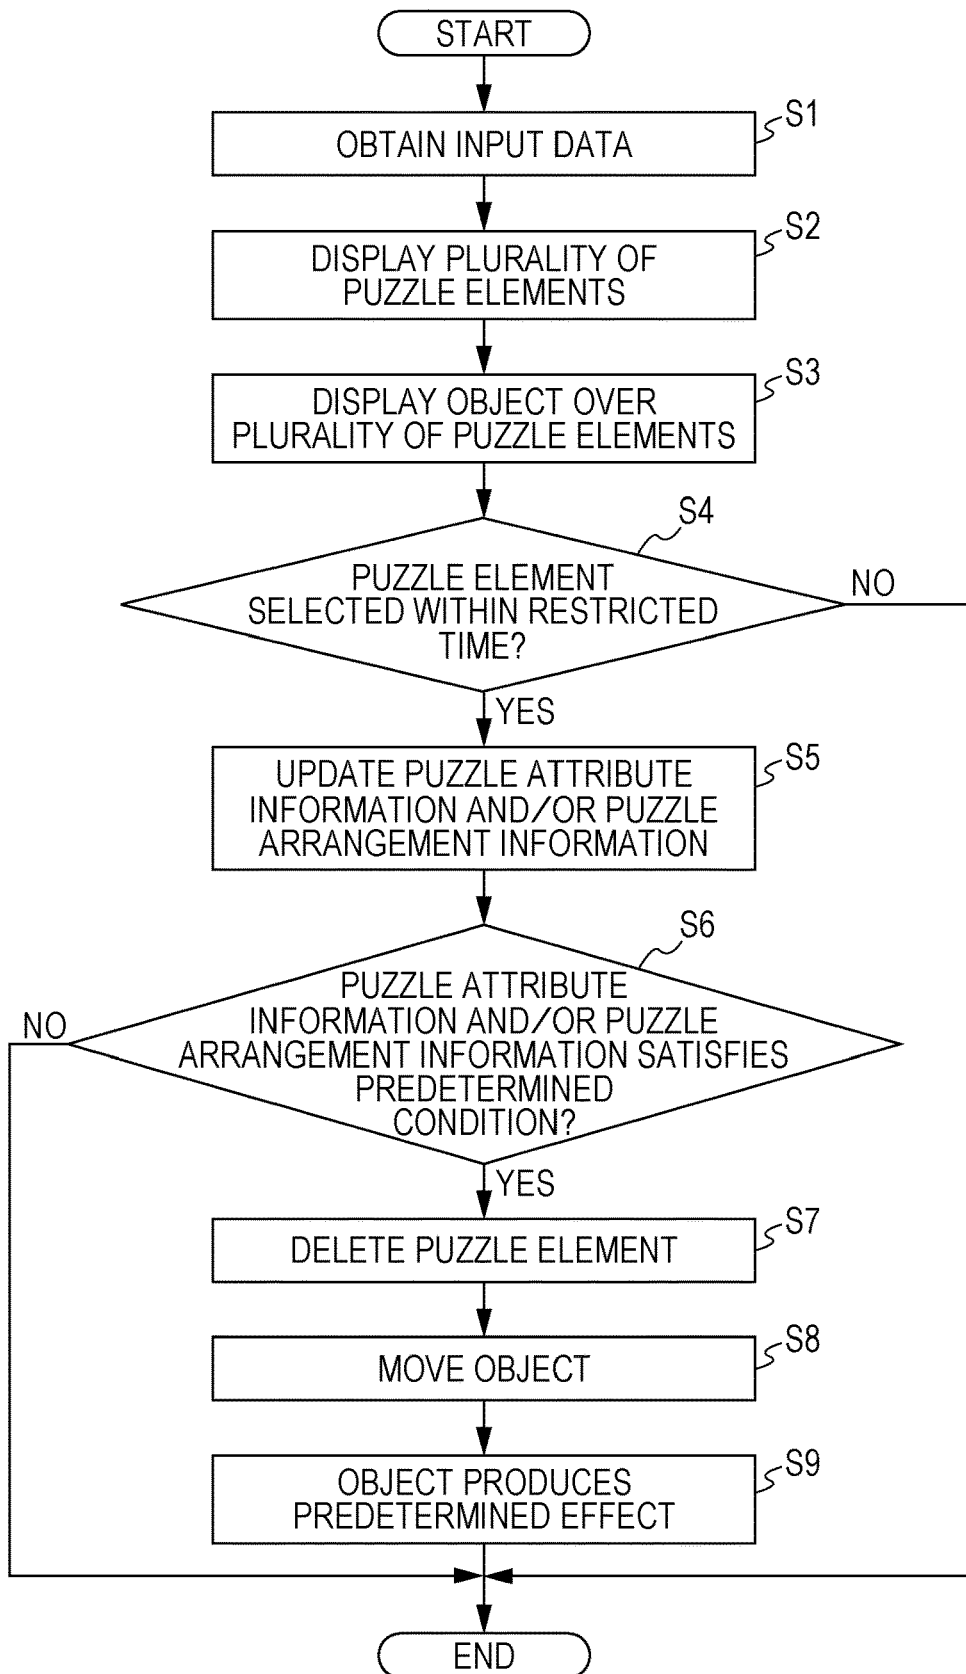 START
S1
OBTAIN INPUT DATA
S2
DISPLAY PLURALITY OF
PUZZLE ELEMENTS
S3
DISPLAY OBJECT OVER
PLURALITY OF PUZZLE ELEMENTS
S4
PUZZLE ELEMENT
SELECTED WITHIN RESTRICTED
TIME?
NO
YES
S5
UPDATE PUZZLE ATTRIBUTE
INFORMATION AND/OR PUZZLE
ARRANGEMENT INFORMATION
S6
PUZZLE ATTRIBUTE
INFORMATION AND/OR PUZZLE
ARRANGEMENT INFORMATION SATISFIES
PREDETERMINED
CONDITION?
NO
YES
S7
DELETE PUZZLE ELEMENT
S8
MOVE OBJECT
S9
OBJECT PRODUCES
PREDETERMINED EFFECT
END